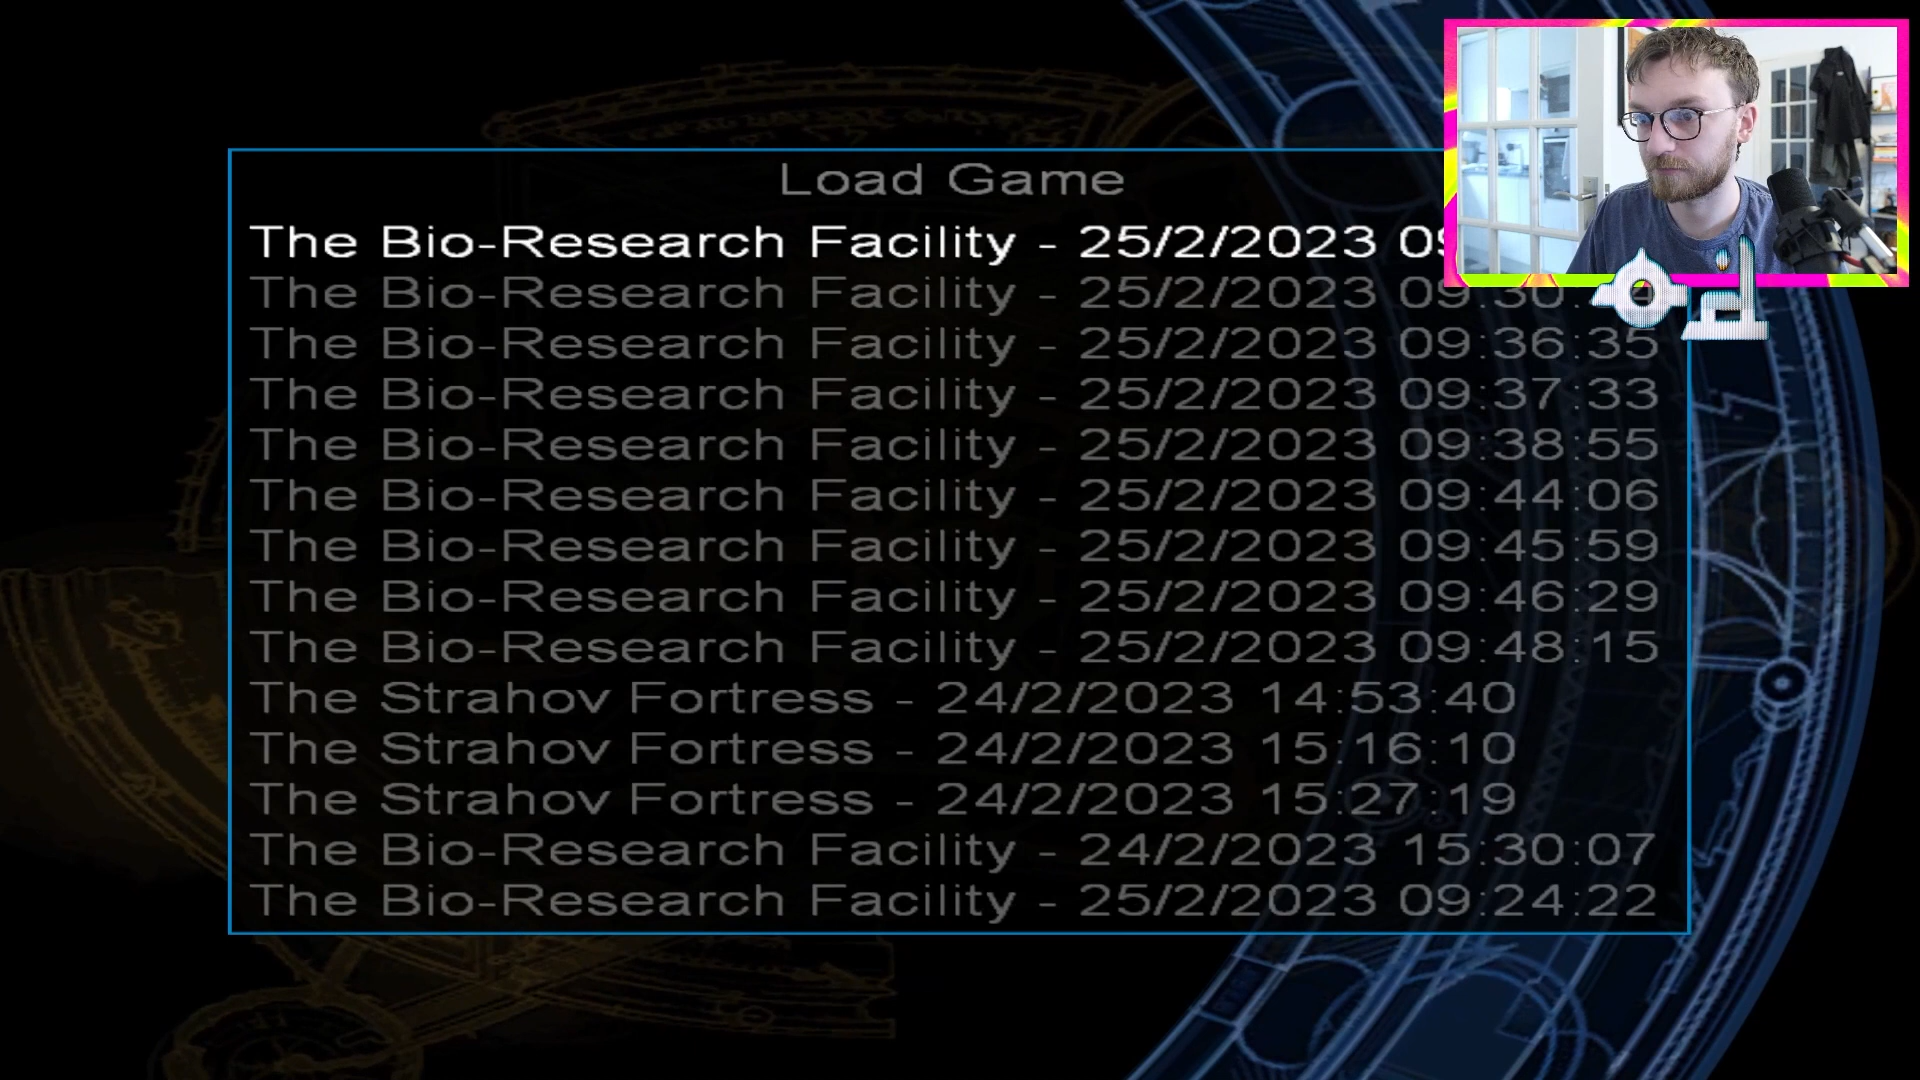 Load Game
The Bio-Research Facility - 25/2/2023
The Bio-Research Facility - 25/2/2023
The Bio-Research Facility - 25/2/2023 09:36:35
The Bio-Research Facility - 25/2/2023 09:37:33
The Bio-Research Facility - 25/2/2023 09:38:55
The Bio-Research Facility - 25/2/2023 09:44:06
The Bio-Research Facility - 25/2/2023 09:45:59
The Bio-Research Facility - 25/2/2023 09:46:29
The Bio-Research Facility - 25/2/2023 09:48:15
The Strahov Fortress - 24/2/2023 14:53:40
The Strahov Fortress - 24/2/2023 15:16:10
The Strahov Fortress - 24/2/2023 15:27:19
The Bio-Research Facility - 24/2/2023 15:30:07
The Bio-Research Facility - 25/2/2023 09:24:22